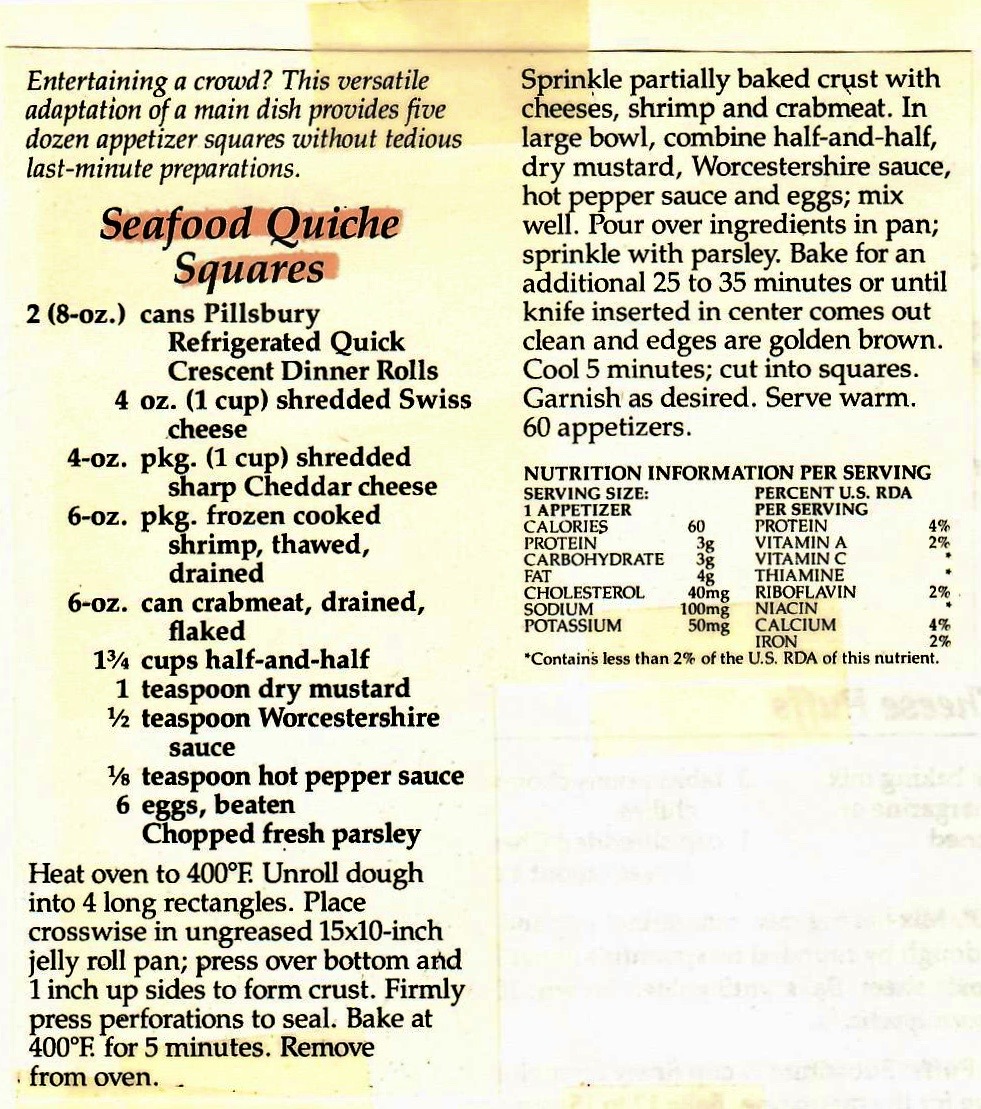 Entertaining a crowd? This versatile
adaptation of a main dish provides five
dozen appetizer squares without tedious
last-minute preparations.
Seafood Quiche
Squares
2 (8-oz.) cans Pillsbury
Refrigerated Quick
Crescent Dinner Rolls
4 oz. (1 cup) shredded Swiss
cheese
4-oz. pkg. (1 cup) shredded
sharp Cheddar cheese
6-oz. pkg. frozen cooked
shrimp, thawed,
drained
6-oz. can crabmeat, drained,
flaked
1¾ cups half-and-half
1 teaspoon dry mustard
½ teaspoon Worcestershire
sauce
⅛ teaspoon hot pepper sauce
6 eggs, beaten
Chopped fresh parsley
Heat oven to 400°F. Unroll dough
into 4 long rectangles. Place
crosswise in ungreased 15x10-inch
jelly roll pan; press over bottom and
1 inch up sides to form crust. Firmly
press perforations to seal. Bake at
400°F. for 5 minutes. Remove
from oven.
Sprinkle partially baked crust with
cheeses, shrimp and crabmeat. In
large bowl, combine half-and-half,
dry mustard, Worcestershire sauce,
hot pepper sauce and eggs; mix
well. Pour over ingredients in pan;
sprinkle with parsley. Bake for an
additional 25 to 35 minutes or until
knife inserted in center comes out
clean and edges are golden brown.
Cool 5 minutes; cut into squares.
Garnish as desired. Serve warm.
60 appetizers.
NUTRITION INFORMATION PER SERVING
SERVING SIZE: PERCENT U.S. RDA
1 APPETIZER PER SERVING
CALORIES 60 PROTEIN 4%
PROTEIN 3g VITAMIN A 2%
CARBOHYDRATE 3g VITAMIN C *
FAT 4g THIAMINE *
CHOLESTEROL 40mg RIBOFLAVIN 2%
SODIUM 100mg NIACIN *
POTASSIUM 50mg CALCIUM 4%
IRON 2%
*Contains less than 2% of the U.S. RDA of this nutrient.